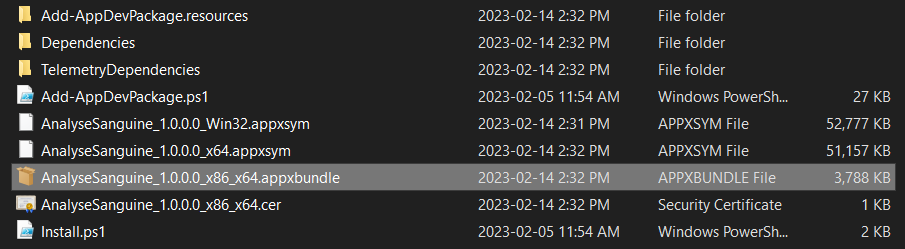 Add-AppDevPackage.resources 2023-02-14 2:32 PM File folder
Dependencies 2023-02-14 2:32 PM File folder
TelemetryDependencies 2023-02-14 2:32 PM File folder
Add-AppDevPackage.ps1 2023-02-05 11:54 AM Windows PowerSh... 27 KB
AnalyseSanguine_1.0.0.0_Win32.appxsym 2023-02-14 2:31 PM APPXSYM File 52,777 KB
AnalyseSanguine_1.0.0.0_x64.appxsym 2023-02-14 2:32 PM APPXSYM File 51,157 KB
AnalyseSanguine_1.0.0.0_x86_x64.appxbundle 2023-02-14 2:32 PM APPXBUNDLE File 3,788 KB
AnalyseSanguine_1.0.0.0_x86_x64.cer 2023-02-14 2:32 PM Security Certificate 1 KB
Install.ps1 2023-02-05 11:54 AM Windows PowerSh... 2 KB